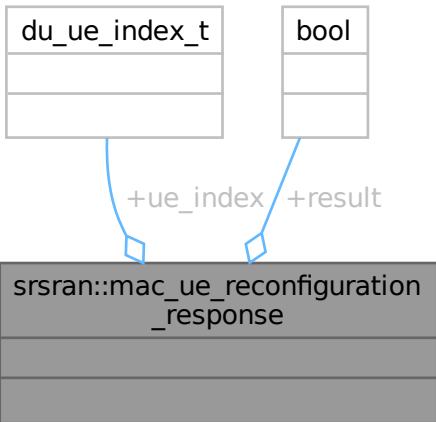 du_ue_index_t
bool
+ue_index
+result
srsran::mac_ue_reconfiguration
_response